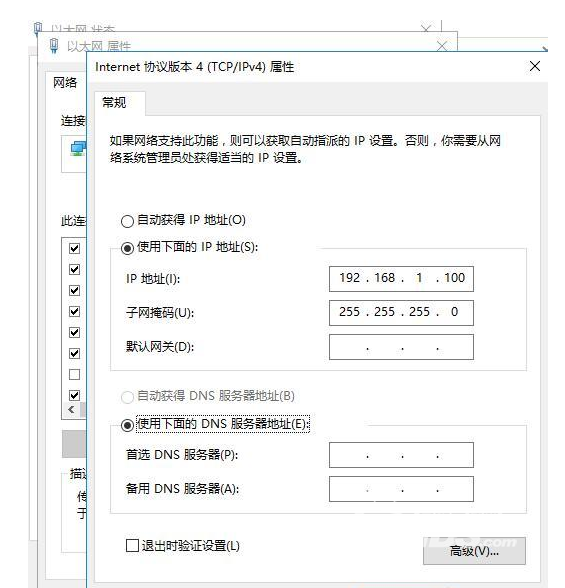 以太网 状态
以太网 属性
Internet 协议版本 4 (TCP/IPv4) 属性
网络
常规
连接
如果网络支持此功能，则可以获取自动指派的 IP 设置。否则，你需要从网
络系统管理员处获得适当的 IP 设置。
此连
自动获得 IP 地址(O)
使用下面的 IP 地址(S):
IP 地址(I):
192 . 168 . 1 . 100
子网掩码(U):
255 . 255 . 255 . 0
默认网关(D):
. . .
自动获得 DNS 服务器地址(B)
使用下面的 DNS 服务器地址(E):
首选 DNS 服务器(P):
. . .
备用 DNS 服务器(A):
. . .
描述
传
于
退出时验证设置(L)
高级(V)...